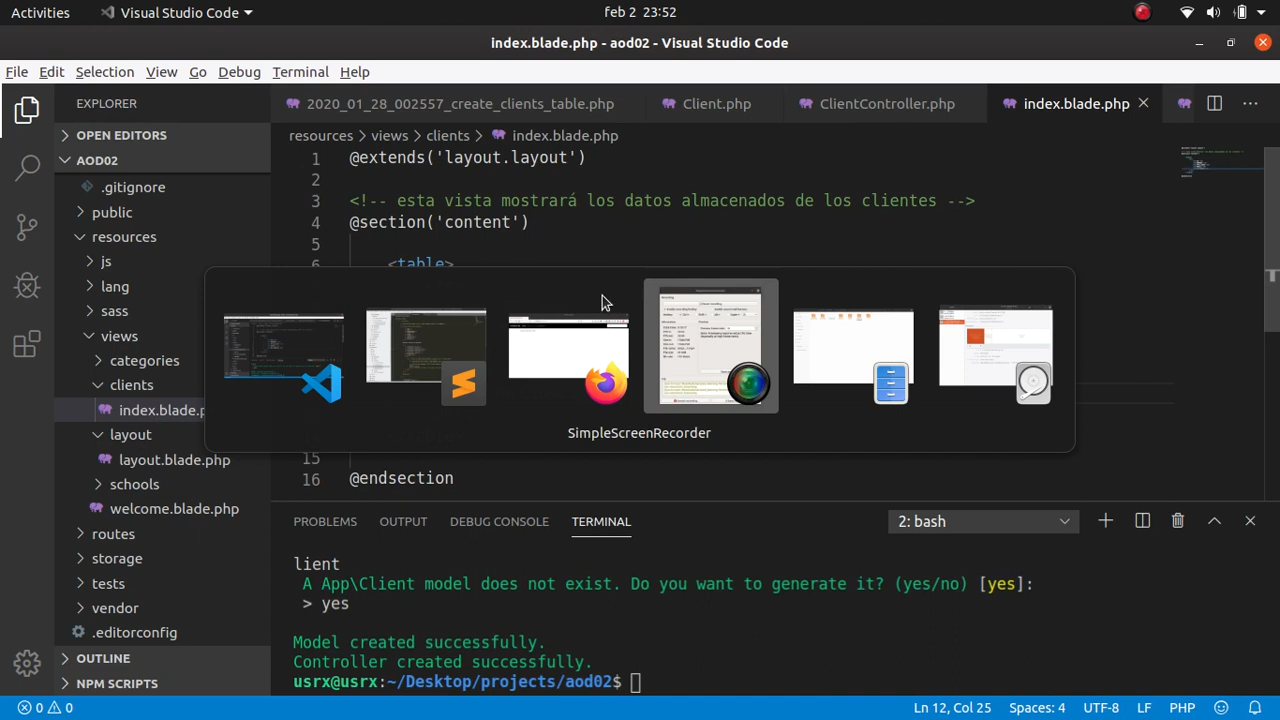 Activities
Visual Studio Code
feb 2 23:52
index.blade.php - aod02 - Visual Studio Code
File Edit Selection View Go Debug Terminal Help
EXPLORER
OPEN EDITORS
AOD02
.gitignore
public
resources
js
lang
sass
views
categories
clients
index.blade.p
layout
layout.blade.php
schools
welcome.blade.php
routes
storage
tests
vendor
.editorconfig
OUTLINE
NPM SCRIPTS
2020_01_28_002557_create_clients_table.php
Client.php
ClientController.php
index.blade.php
resources > views > clients > index.blade.php
1 @extends('layout.layout')
2
3 <!-- esta vista mostrará los datos almacenados de los clientes -->
4 @section('content')
5
6 <table>
SimpleScreenRecorder
15
16 @endsection
PROBLEMS OUTPUT DEBUG CONSOLE TERMINAL
2: bash
lient
A App\Client model does not exist. Do you want to generate it? (yes/no) [yes]:
> yes
Model created successfully.
Controller created successfully.
usrx@usrx:~/Desktop/projects/aod02$
0 0
Ln 12, Col 25 Spaces: 4 UTF-8 LF PHP